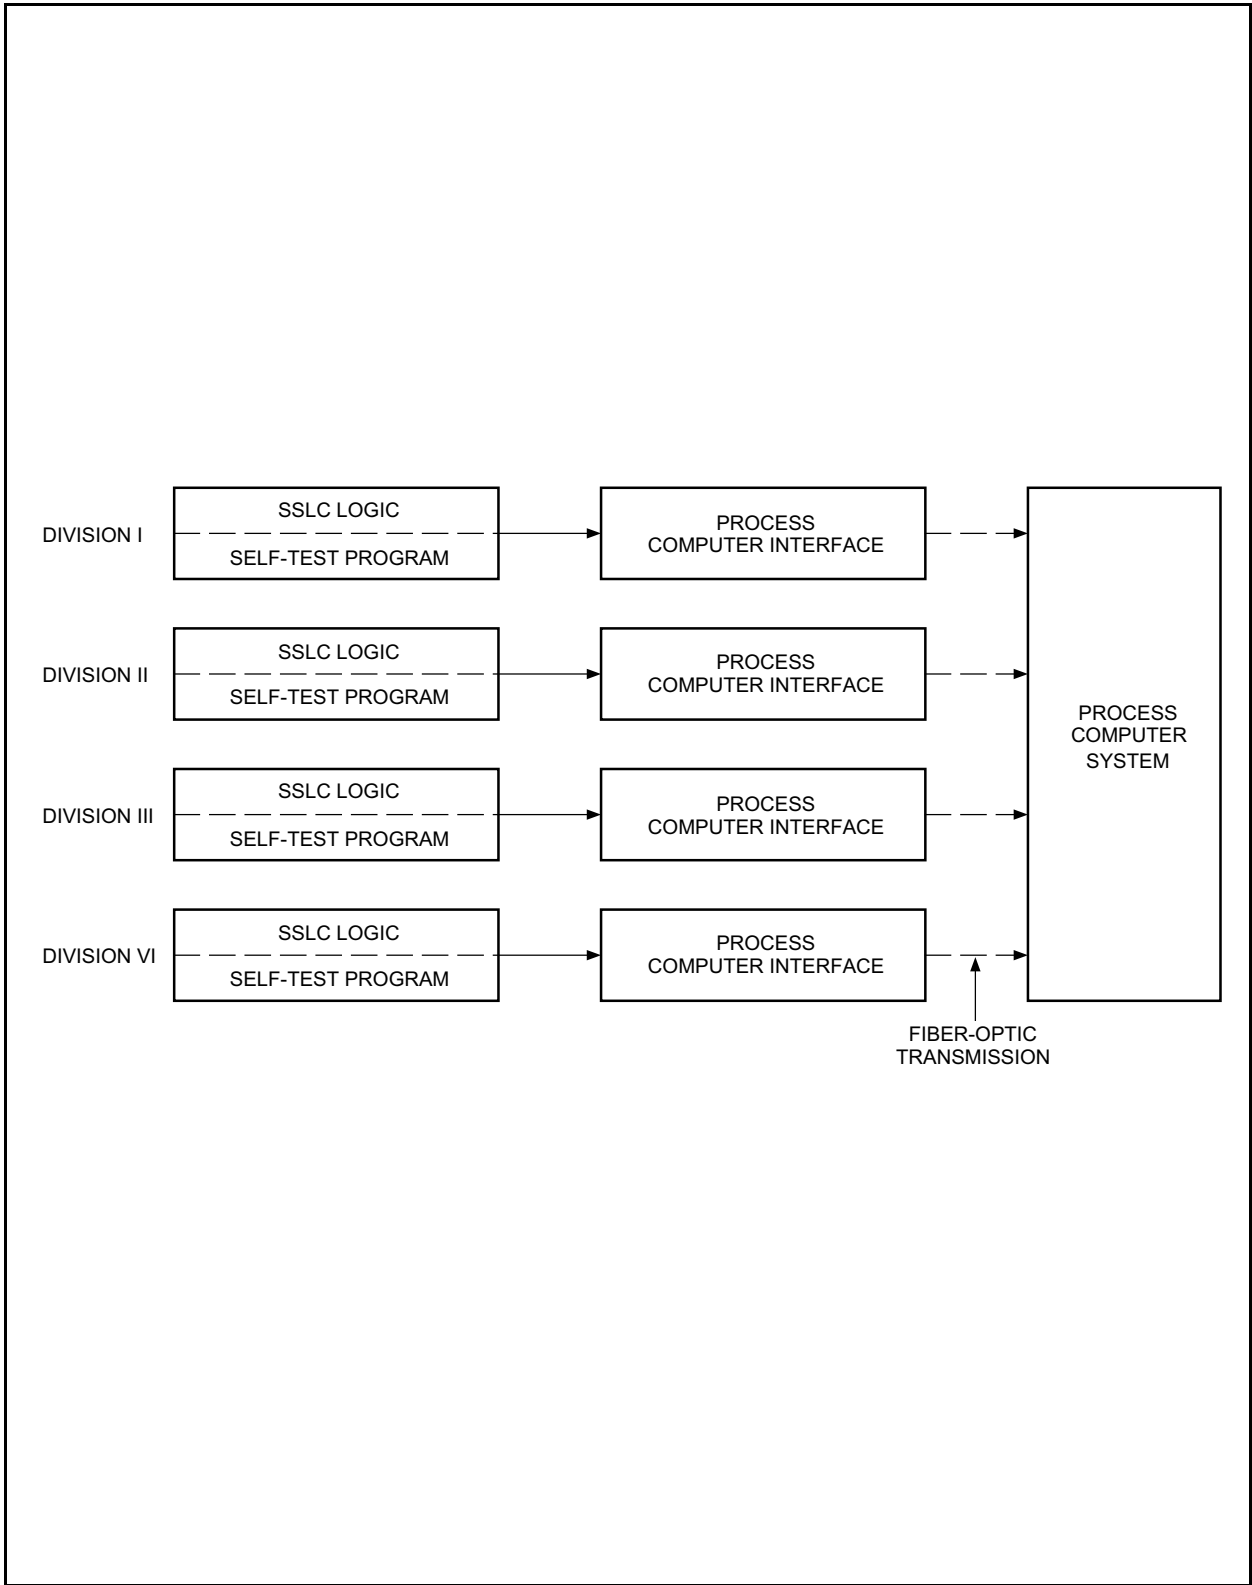 SSLC LOGIC
DIVISION I
SELF-TEST PROGRAM
PROCESS
COMPUTER INTERFACE
SSLC LOGIC
DIVISION II
SELF-TEST PROGRAM
PROCESS
COMPUTER INTERFACE
SSLC LOGIC
DIVISION III
SELF-TEST PROGRAM
PROCESS
COMPUTER INTERFACE
SSLC LOGIC
DIVISION VI
SELF-TEST PROGRAM
PROCESS
COMPUTER INTERFACE
PROCESS
COMPUTER
SYSTEM
FIBER-OPTIC
TRANSMISSION